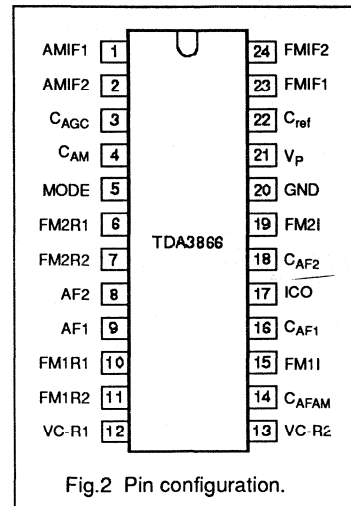 AMIF1 1 24 FMIF2
AMIF2 2 23 FMIF1
CAGC 3 22 Cref
CAM 4 21 VP
MODE 5 20 GND
FM2R1 6 19 FM2I
FM2R2 7 TDA3866 18 CAF2
AF2 8 17 ICO
AF1 9 16 CAF1
FM1R1 10 15 FM1I
FM1R2 11 14 CAFAM
VC-R1 12 13 VC-R2
Fig.2 Pin configuration.